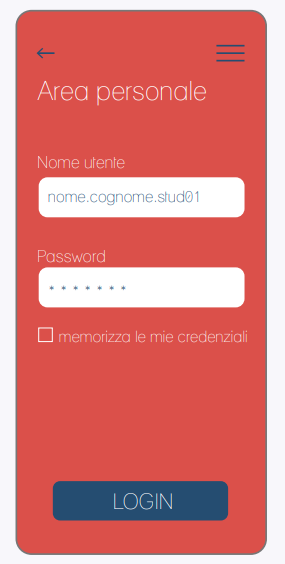 Area personale
Nome utente
nome.cognome.stud01
Password
* * * * * * *
memorizza le mie credenziali
LOGIN